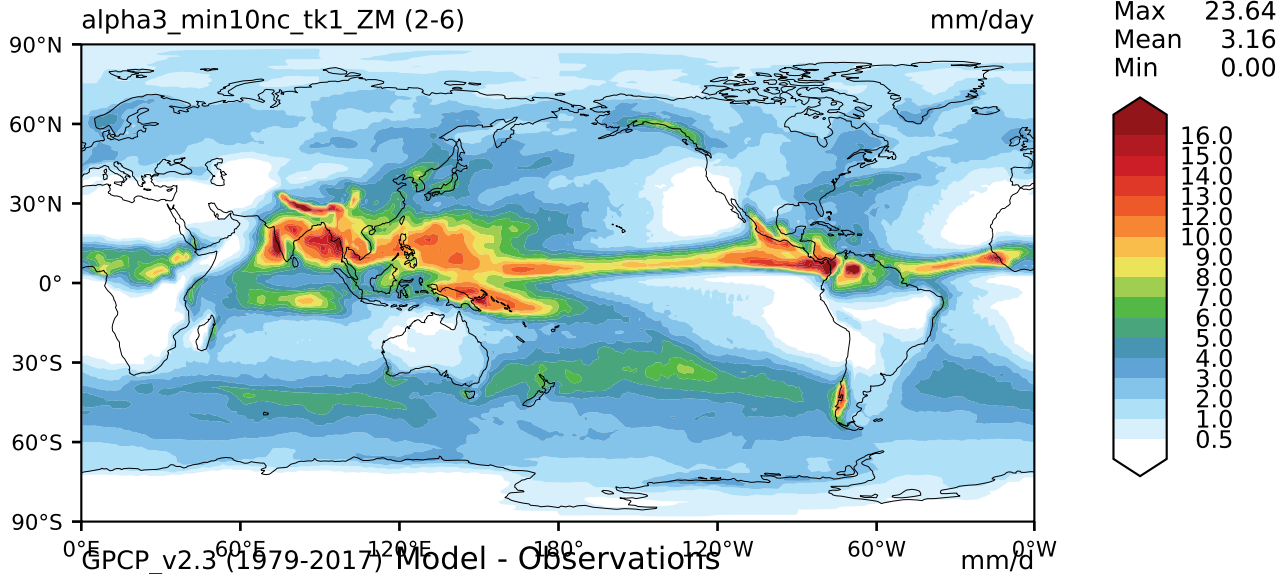 alpha3_min10nc_tk1_ZM (2-6) mm/day
Max 23.64
Mean 3.16
Min 0.00
90°N
60°N
30°N
0°
30°S
60°S
90°S
0°E 60°E 120°E 180° 120°W 60°W 0°W
16.0
15.0
14.0
13.0
12.0
10.0
9.0
8.0
7.0
6.0
5.0
4.0
3.0
2.0
1.0
0.5
GPCP_v2.3 (1979-2017) Model - Observations mm/d